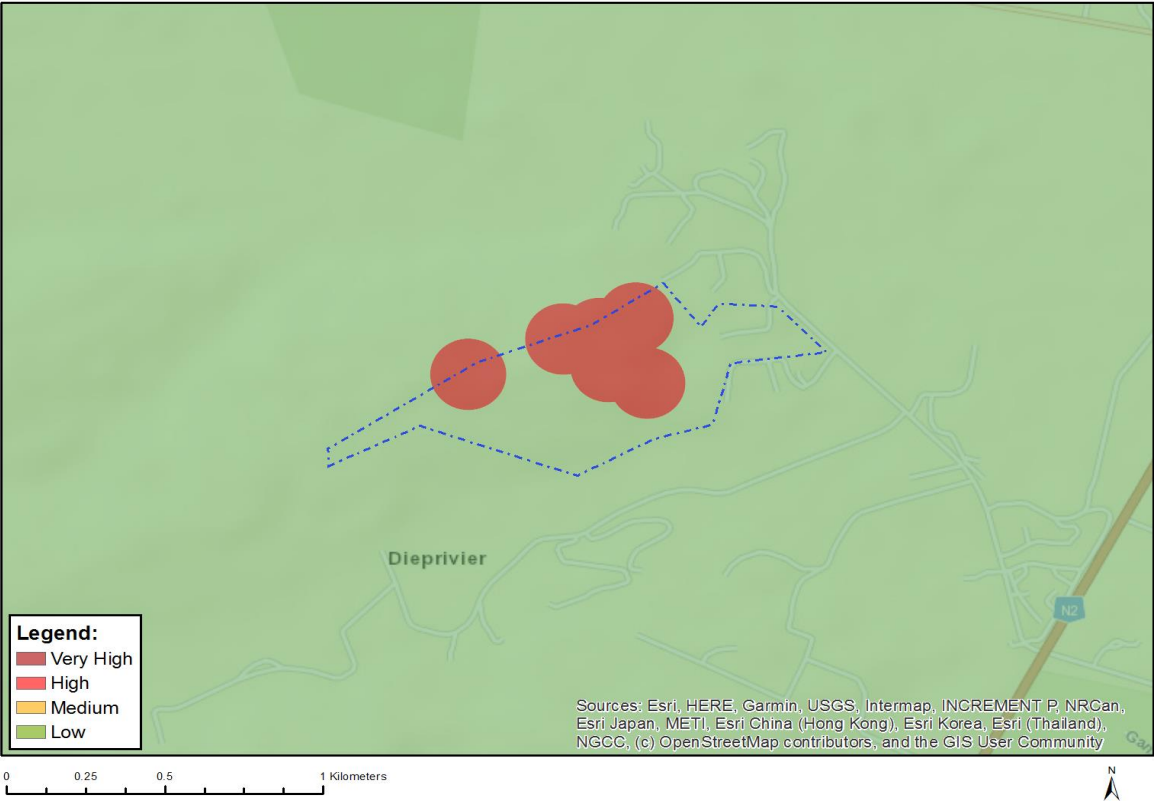 Dieprivier
N2
Legend:
Very High
High
Medium
Low
Sources: Esri, HERE, Garmin, USGS, Intermap, INCREMENT P, NRCan,
Esri Japan, METI, Esri China (Hong Kong), Esri Korea, Esri (Thailand),
NGCC, (c) OpenStreetMap contributors, and the GIS User Community
0 0.25 0.5 1 Kilometers
N